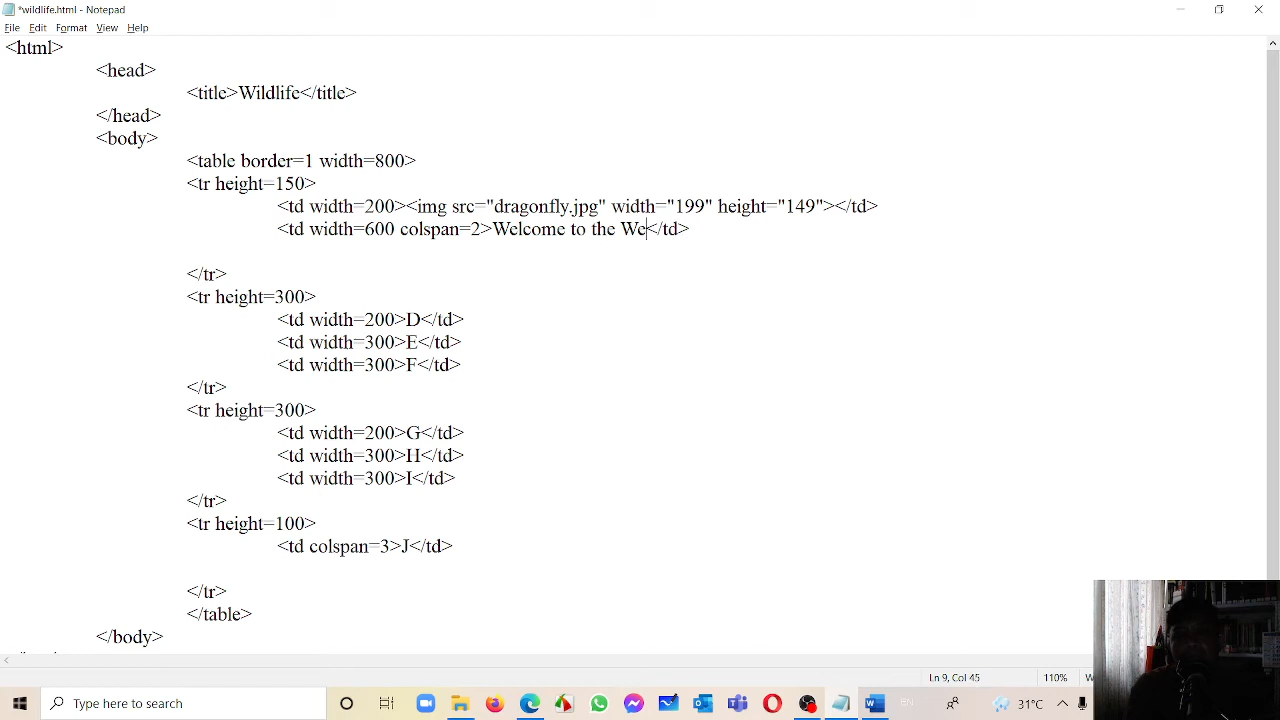 *wildlife.html - Notepad
File Edit Format View Help
<html>
<head>
<title>Wildlife</title>
</head>
<body>
<table border=1 width=800>
<tr height=150>
<td width=200><img src="dragonfly.jpg" width="199" height="149"></td>
<td width=600 colspan=2>Welcome to the We</td>
</tr>
<tr height=300>
<td width=200>D</td>
<td width=300>E</td>
<td width=300>F</td>
</tr>
<tr height=300>
<td width=200>G</td>
<td width=300>H</td>
<td width=300>I</td>
</tr>
<tr height=100>
<td colspan=3>J</td>
</tr>
</table>
</body>
Ln 9, Col 45 110%
Type here to search
EN 31°C